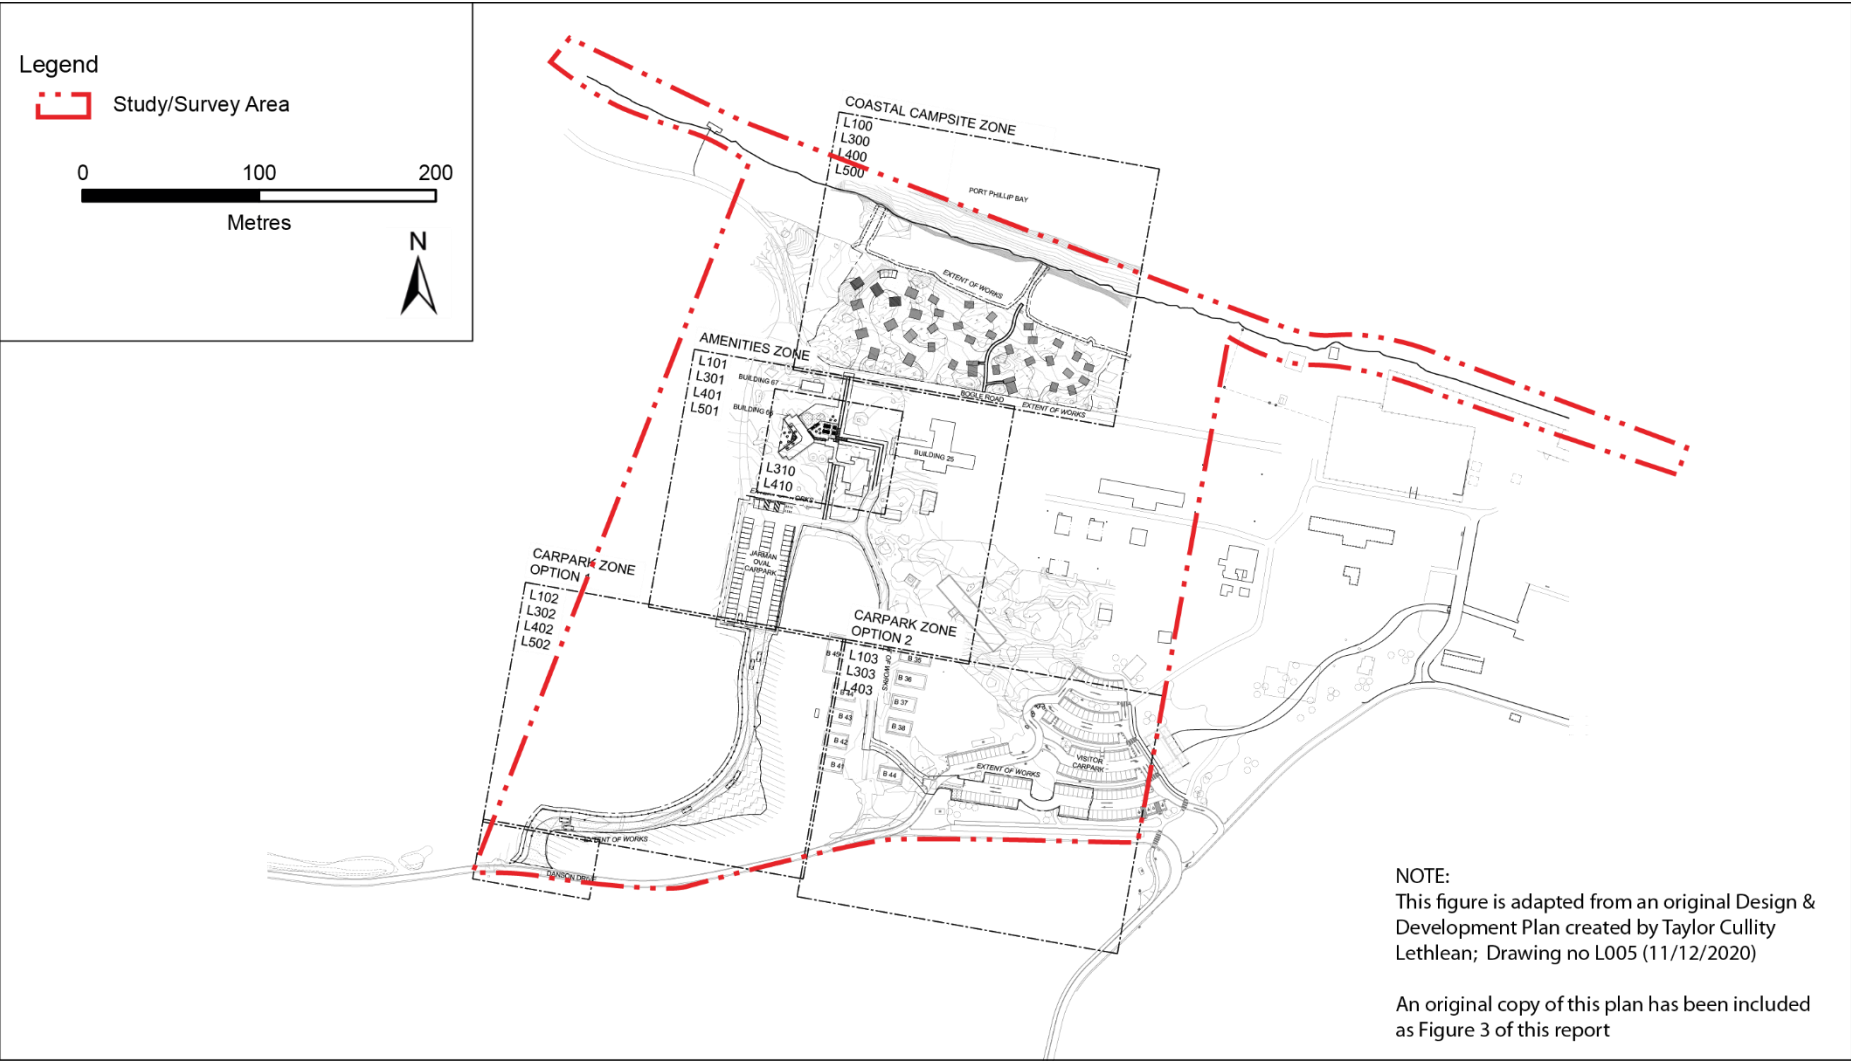 Legend
Study/Survey Area
0 100 200
Metres
N
COASTAL CAMPSITE ZONE
L100
L300
L400
L500
PORT PHILLIP BAY
EXTENT OF WORKS
BOGLE ROAD
EXTENT OF WORKS
AMENITIES ZONE
L101
L301
L401
L501
BUILDING 67
BUILDING
BUILDING 25
L310
L410
JARMAN
OVAL
CARPARK
CARPARK ZONE
OPTION
L102
L302
L402
L502
CARPARK ZONE
OPTION 2
L103
L303
L403
B 45
B 35
B 36
B 37
B 38
B 43
B 42
B 41
B 44
OF WORKS
EXTENT OF WORKS
VISITOR
CARPARK
EXTENT OF WORKS
DANSON DRIVE
NOTE:
This figure is adapted from an original Design &
Development Plan created by Taylor Cullity
Lethlean; Drawing no L005 (11/12/2020)
An original copy of this plan has been included
as Figure 3 of this report